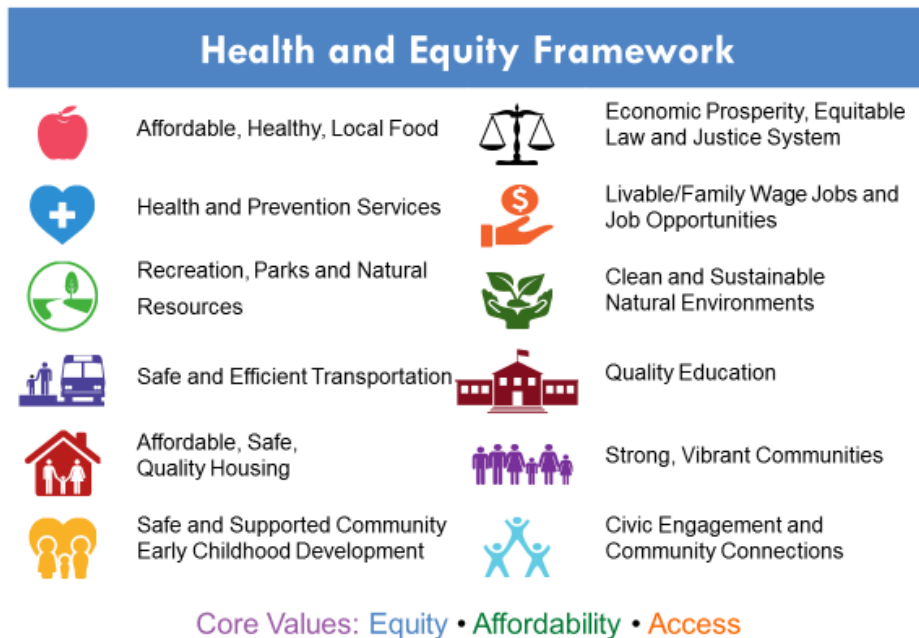 Health and Equity Framework
Affordable, Healthy, Local Food
Health and Prevention Services
Recreation, Parks and Natural
Resources
Safe and Efficient Transportation
Affordable, Safe,
Quality Housing
Safe and Supported Community
Early Childhood Development
Economic Prosperity, Equitable
Law and Justice System
$
Livable/Family Wage Jobs and
Job Opportunities
Clean and Sustainable
Natural Environments
Quality Education
Strong, Vibrant Communities
Civic Engagement and
Community Connections
Core Values: Equity • Affordability • Access